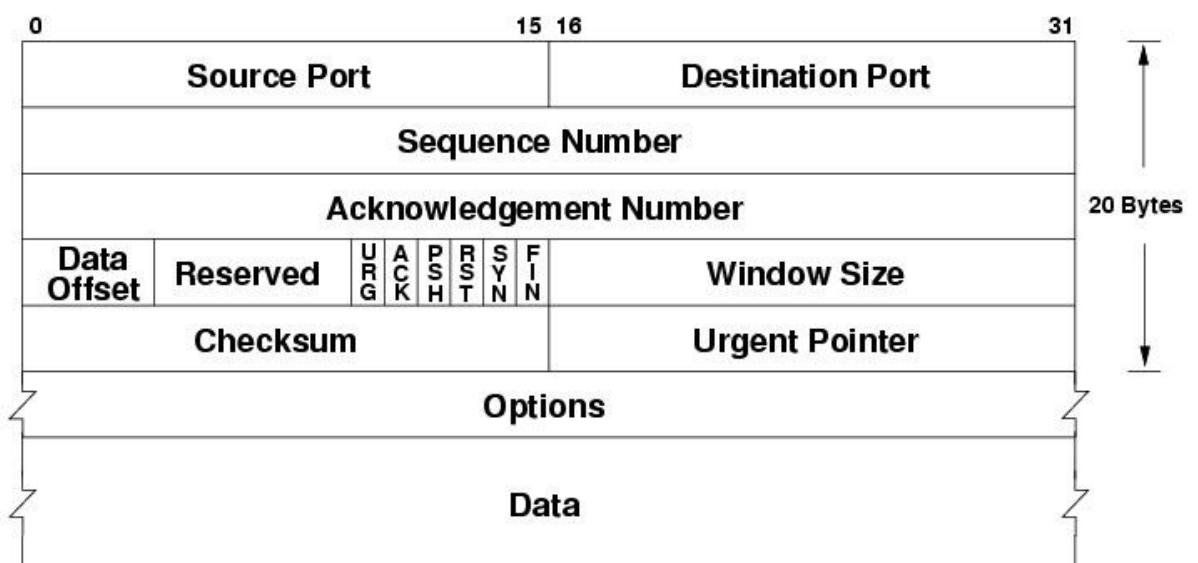 0 15 16 31
Source Port Destination Port
Sequence Number
Acknowledgement Number
20 Bytes
Data Offset Reserved URG ACK PSH RST SYN FIN Window Size
Checksum Urgent Pointer
Options
Data